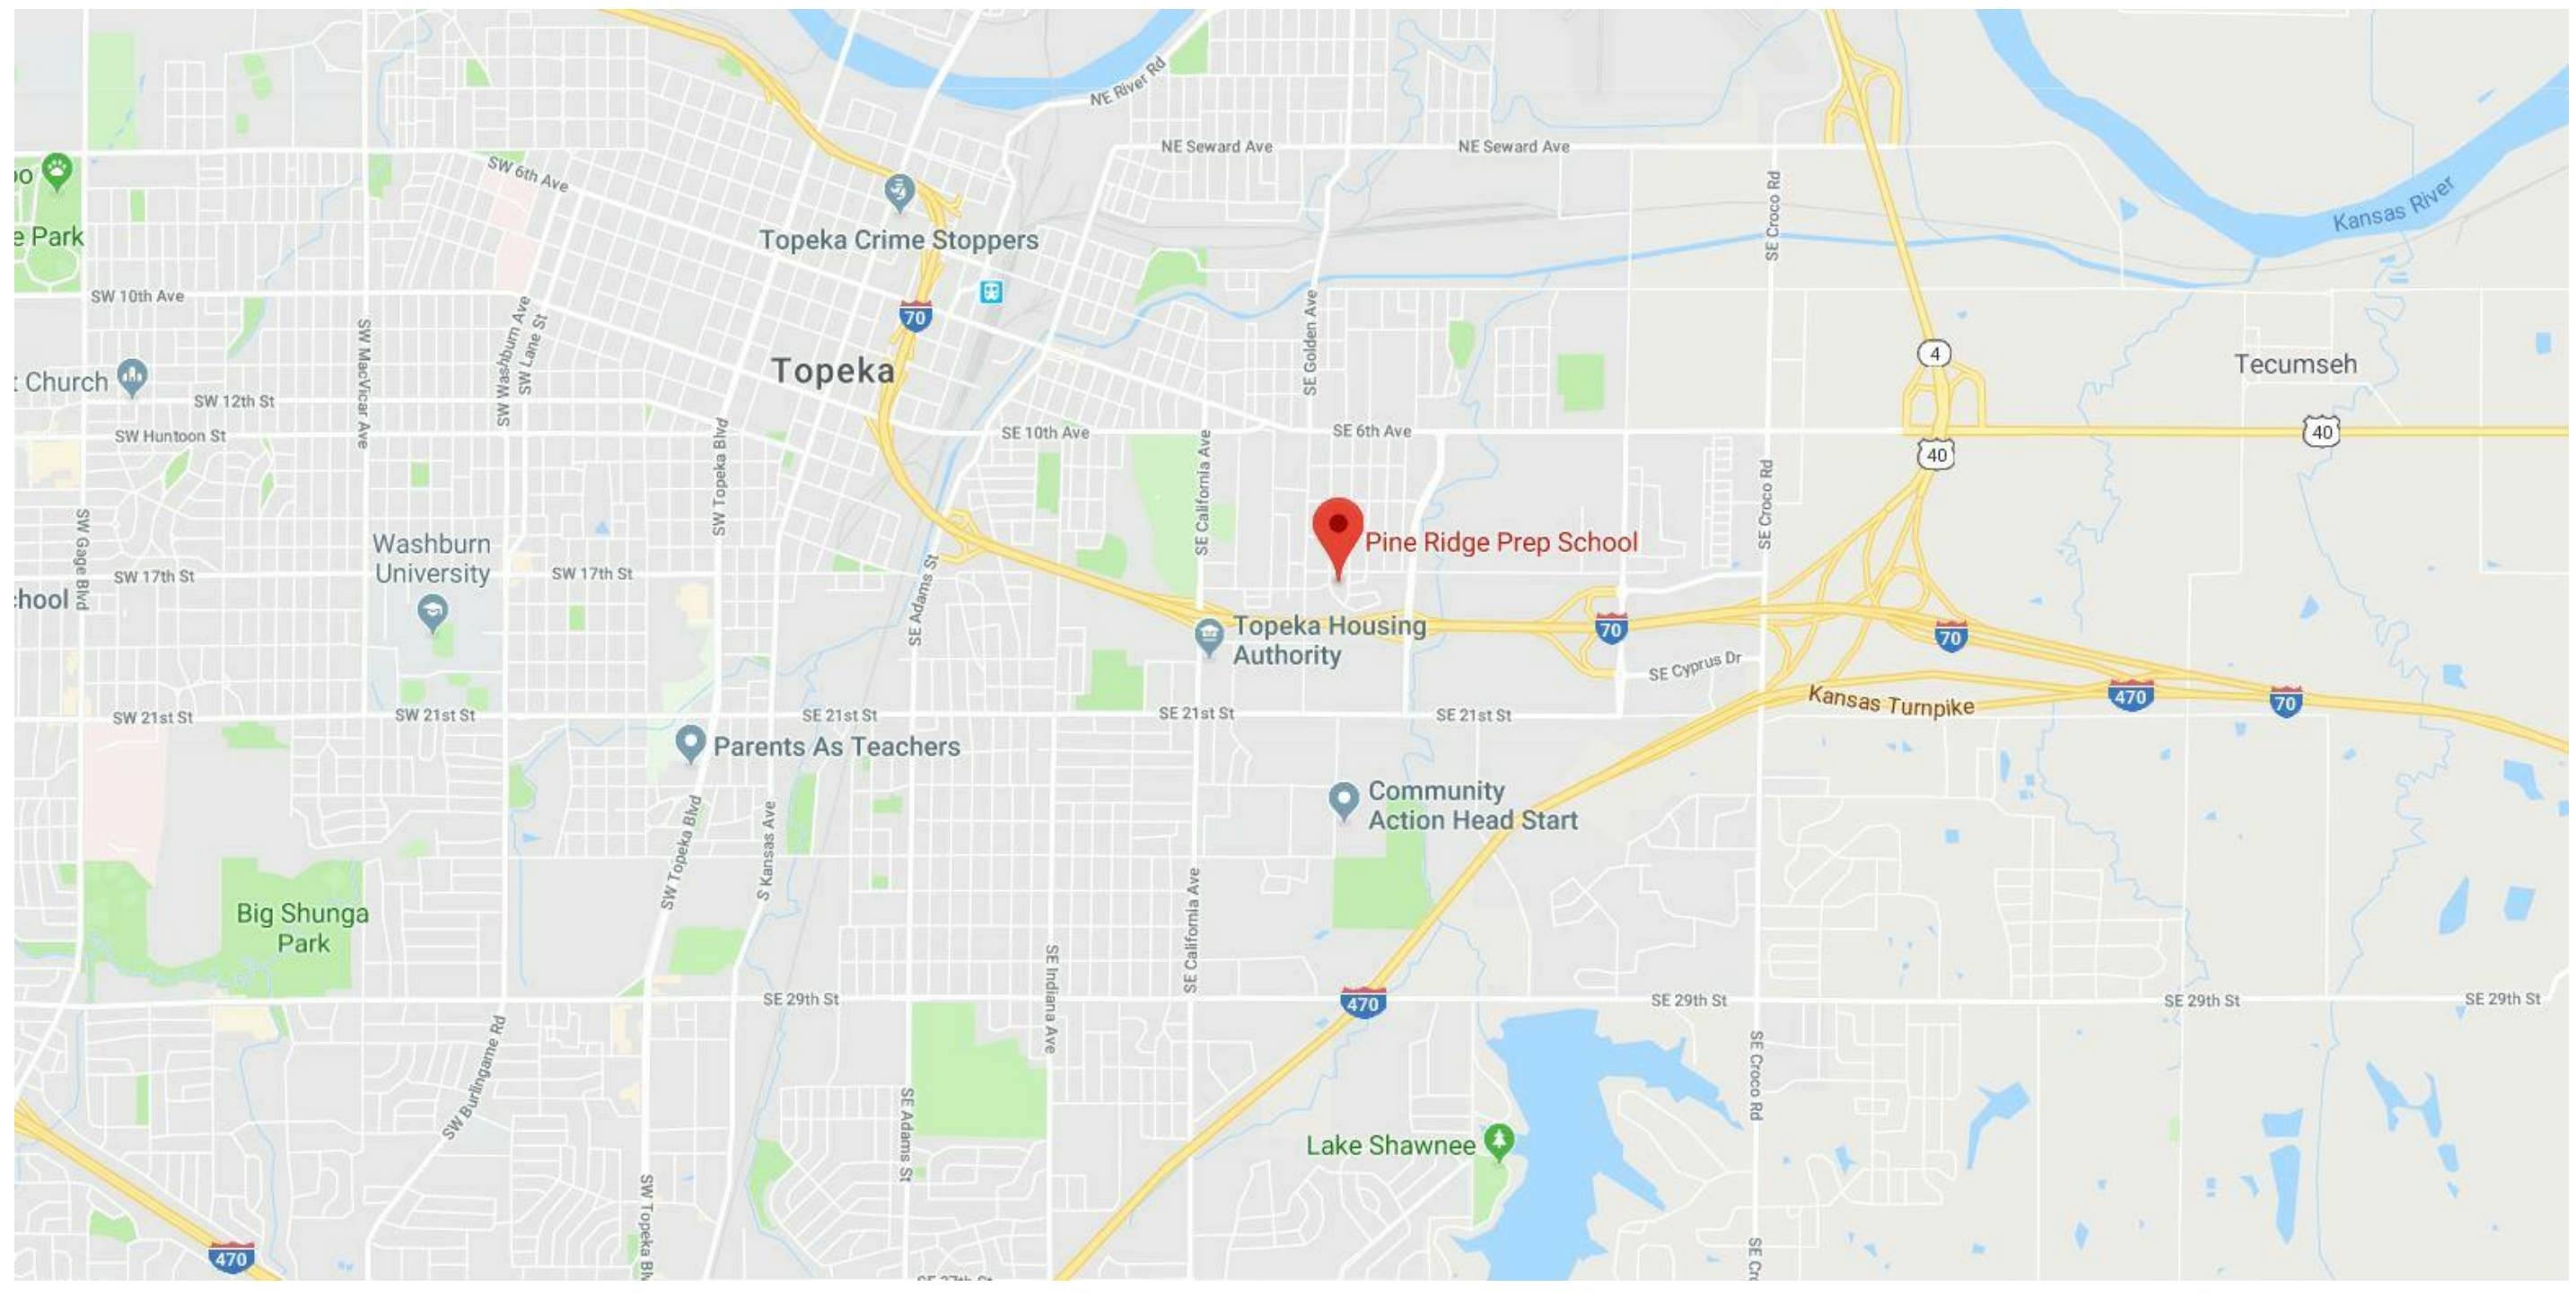 NE River Rd
NE Seward Ave
NE Seward Ave
SW 6th Ave
SE Croco Rd
Kansas River
e Park
Topeka Crime Stoppers
SW 10th Ave
70
SE Golden Ave
SW MacVicar Ave
SW Washburn Ave
SW Lane St
4
Tecumseh
Topeka
Church
SW 12th St
SW Huntoon St
SE 10th Ave
SE 6th Ave
40
40
SW Topeka Blvd
SE California Ave
SE Croco Rd
SW Gage Blvd
Washburn
University
Pine Ridge Prep School
SW 17th St
SW 17th St
hool
SE Adams St
Topeka Housing
Authority
70
70
SE Cyprus Dr
Kansas Turnpike
470
70
SW 21st St
SW 21st St
SE 21st St
SE 21st St
SE 21st St
Parents As Teachers
Community
Action Head Start
SW Topeka Blvd
S Kansas Ave
Big Shunga
Park
SE California Ave
SE Indiana Ave
SE 29th St
470
SE 29th St
SE 29th St
SE 29th St
SW Burlingame Rd
SE Adams St
SE Croco Rd
Lake Shawnee
SW Topeka Bl
470
SE Cr